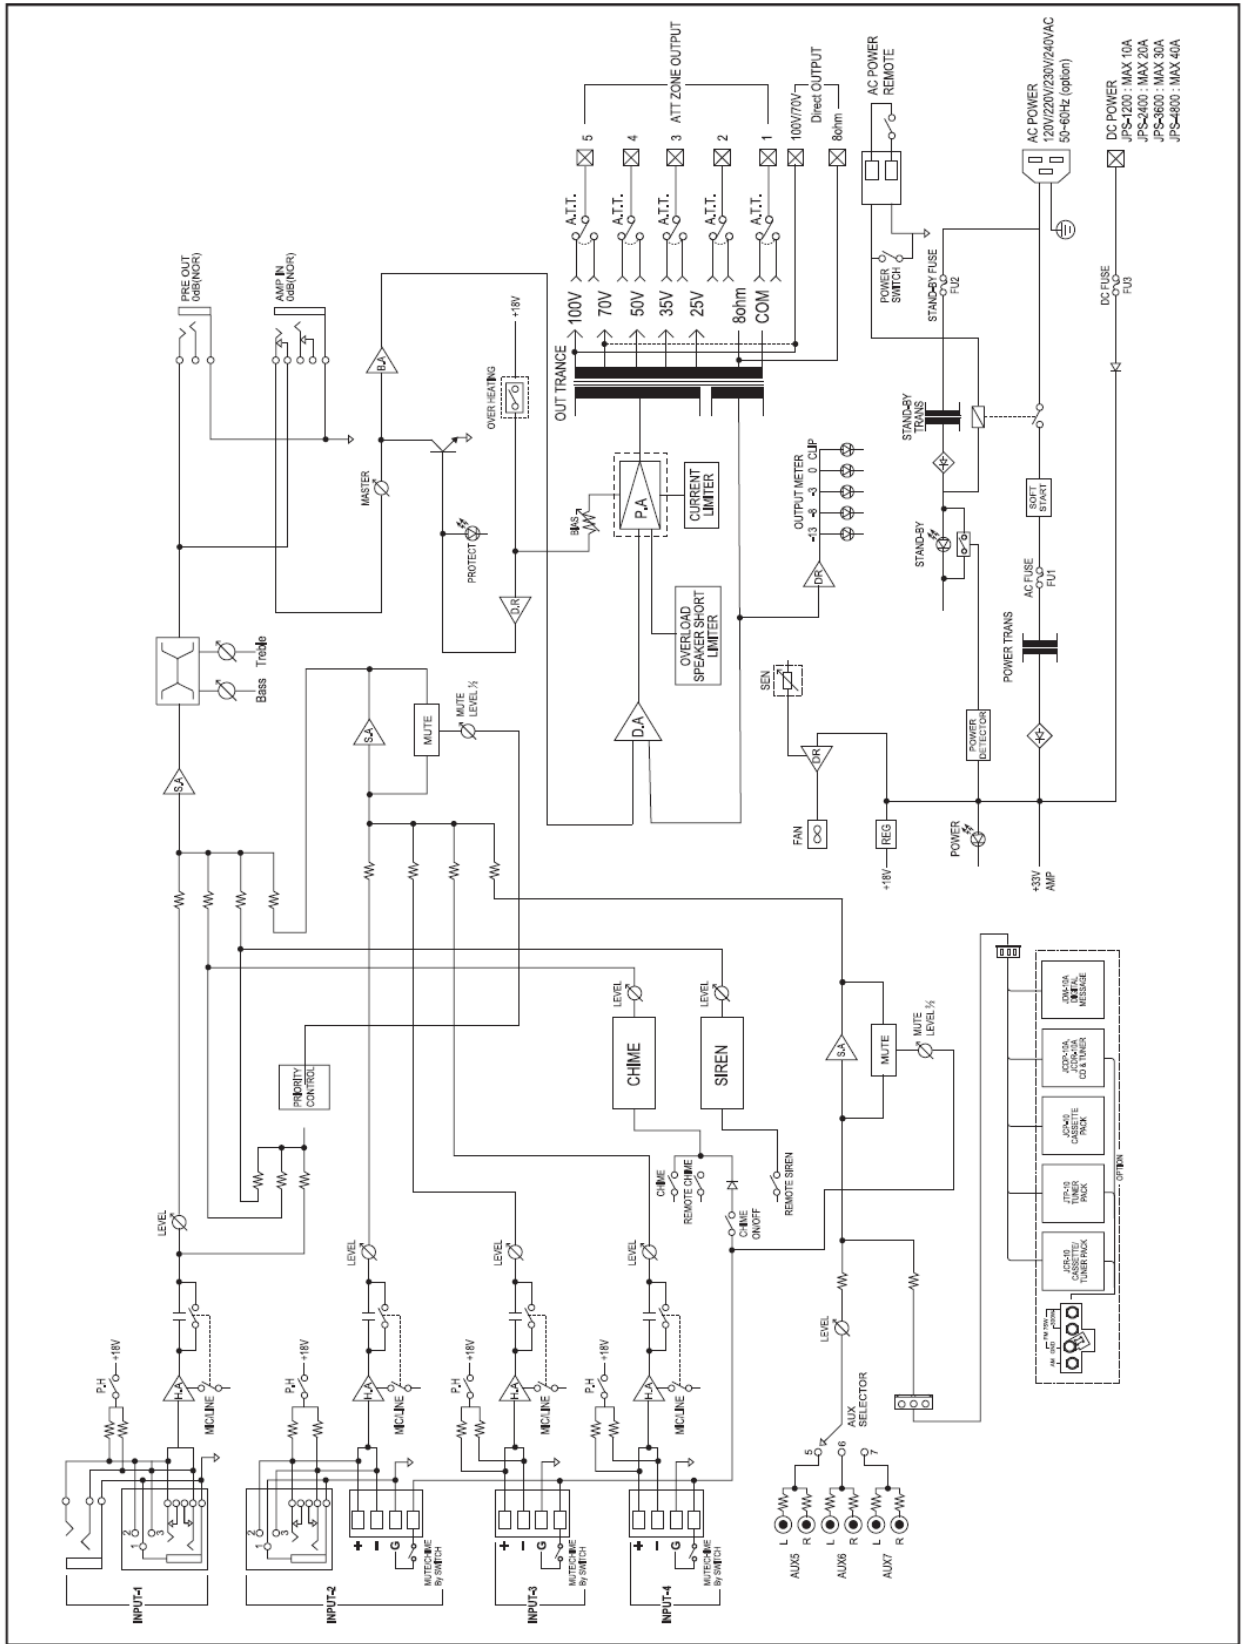 PRE OUT
0dB(NOR)
AMP IN
0dB(NOR)
MASTER
B.A
Bass
Treble
S.A
PROTECT
D.R
OVER HEATING
+18V
BIAS
P.A
CURRENT
LIMITER
OVERLOAD
SPEAKER SHORT
LIMITER
D.A
OUT TRANCE
100V
70V
50V
35V
25V
8ohm
COM
A.T.T.
A.T.T.
A.T.T.
A.T.T.
A.T.T.
5
4
3
2
1
ATT ZONE OUTPUT
100V/70V
Direct OUTPUT
8ohm
OUTPUT METER
-13
-8
-3
0
CLIP
DR
AC POWER
REMOTE
POWER
SWITCH
STAND-BY FUSE
FU2
STAND-BY
TRANS
STAND-BY
AC POWER
120V/220V/230V/240VAC
50~60Hz (option)
DC POWER
JPS-1200 : MAX 10A
JPS-2400 : MAX 20A
JPS-3600 : MAX 30A
JPS-4800 : MAX 40A
DC FUSE
FU3
SOFT
START
AC FUSE
FU1
POWER TRANS
POWER
DETECTOR
SEN
DR
FAN
REG
+18V
POWER
+33V
AMP
S.A
MUTE
MUTE
LEVEL ½
PRIORITY
CONTROL
LEVEL
CHIME
LEVEL
SIREN
CHIME
REMOTE CHIME
CHIME
ON/OFF
REMOTE SIREN
S.A
MUTE
MUTE
LEVEL ½
INPUT-1
1
2
3
P.H
+18V
H.A
MIC/LINE
LEVEL
INPUT-2
1
2
3
+
−
G
MUTE/CHIME
By SWITCH
P.H
+18V
H.A
MIC/LINE
LEVEL
INPUT-3
+
−
G
MUTE/CHIME
By SWITCH
P.H
+18V
H.A
MIC/LINE
LEVEL
INPUT-4
+
−
G
MUTE/CHIME
By SWITCH
P.H
+18V
H.A
MIC/LINE
LEVEL
AUX5
L
R
AUX6
L
R
AUX7
L
R
5
6
7
AUX
SELECTOR
LEVEL
JDM-10A
DIGITAL
MESSAGE
JCDP-10A,
JCDR-10A
CD & TUNER
JCP-10
CASSETTE
PACK
JTP-10
TUNER
PACK
JCR-10
CASSETTE/
TUNER PACK
OPTION
AM
GND